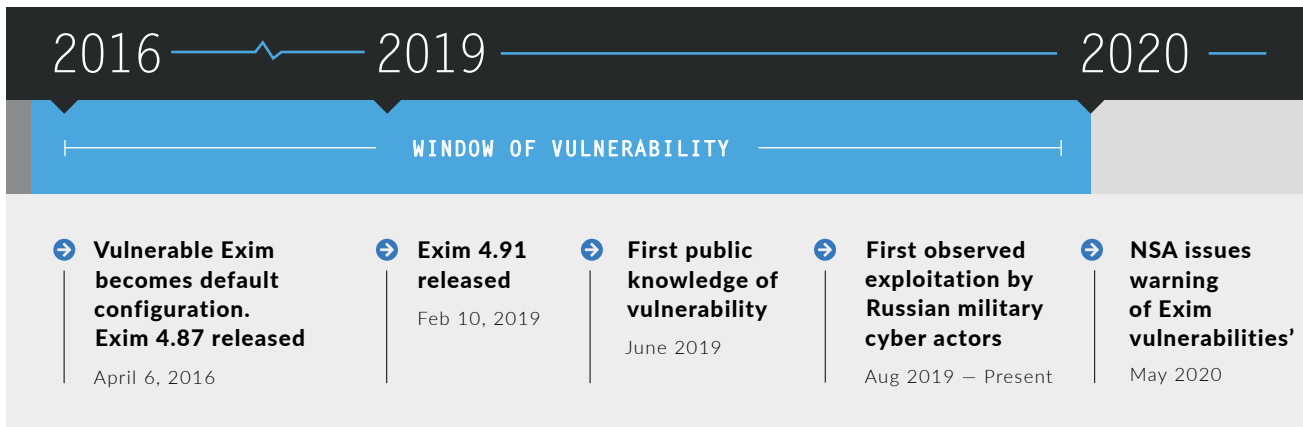 2016
2019
2020
WINDOW OF VULNERABILITY
Vulnerable Exim
becomes default
configuration.
Exim 4.87 released
April 6, 2016
Exim 4.91
released
Feb 10, 2019
First public
knowledge of
vulnerability
June 2019
First observed
exploitation by
Russian military
cyber actors
Aug 2019 — Present
NSA issues
warning
of Exim
vulnerabilities’
May 2020